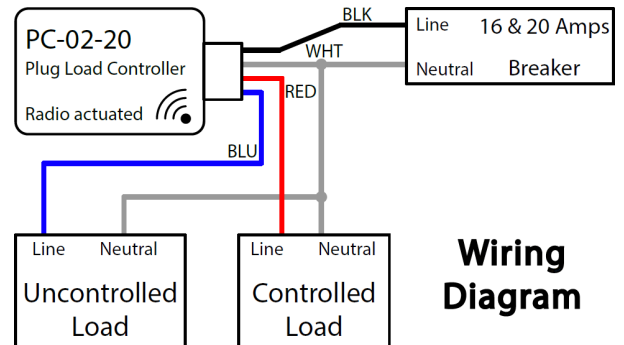 PC-02-20
Plug Load Controller
Radio actuated
BLK
WHT
RED
BLU
Line 16 & 20 Amps
Neutral Breaker
Line Neutral
Uncontrolled
Load
Line Neutral
Controlled
Load
Wiring
Diagram